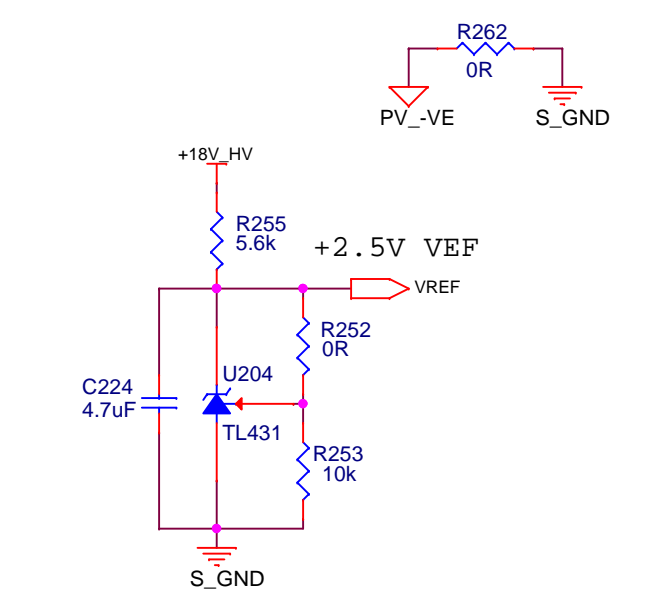 R262
0R
PV_-VE
S_GND
+18V_HV
R255
5.6k
+2.5V VEF
VREF
R252
0R
U204
C224
4.7uF
TL431
R253
10k
S_GND